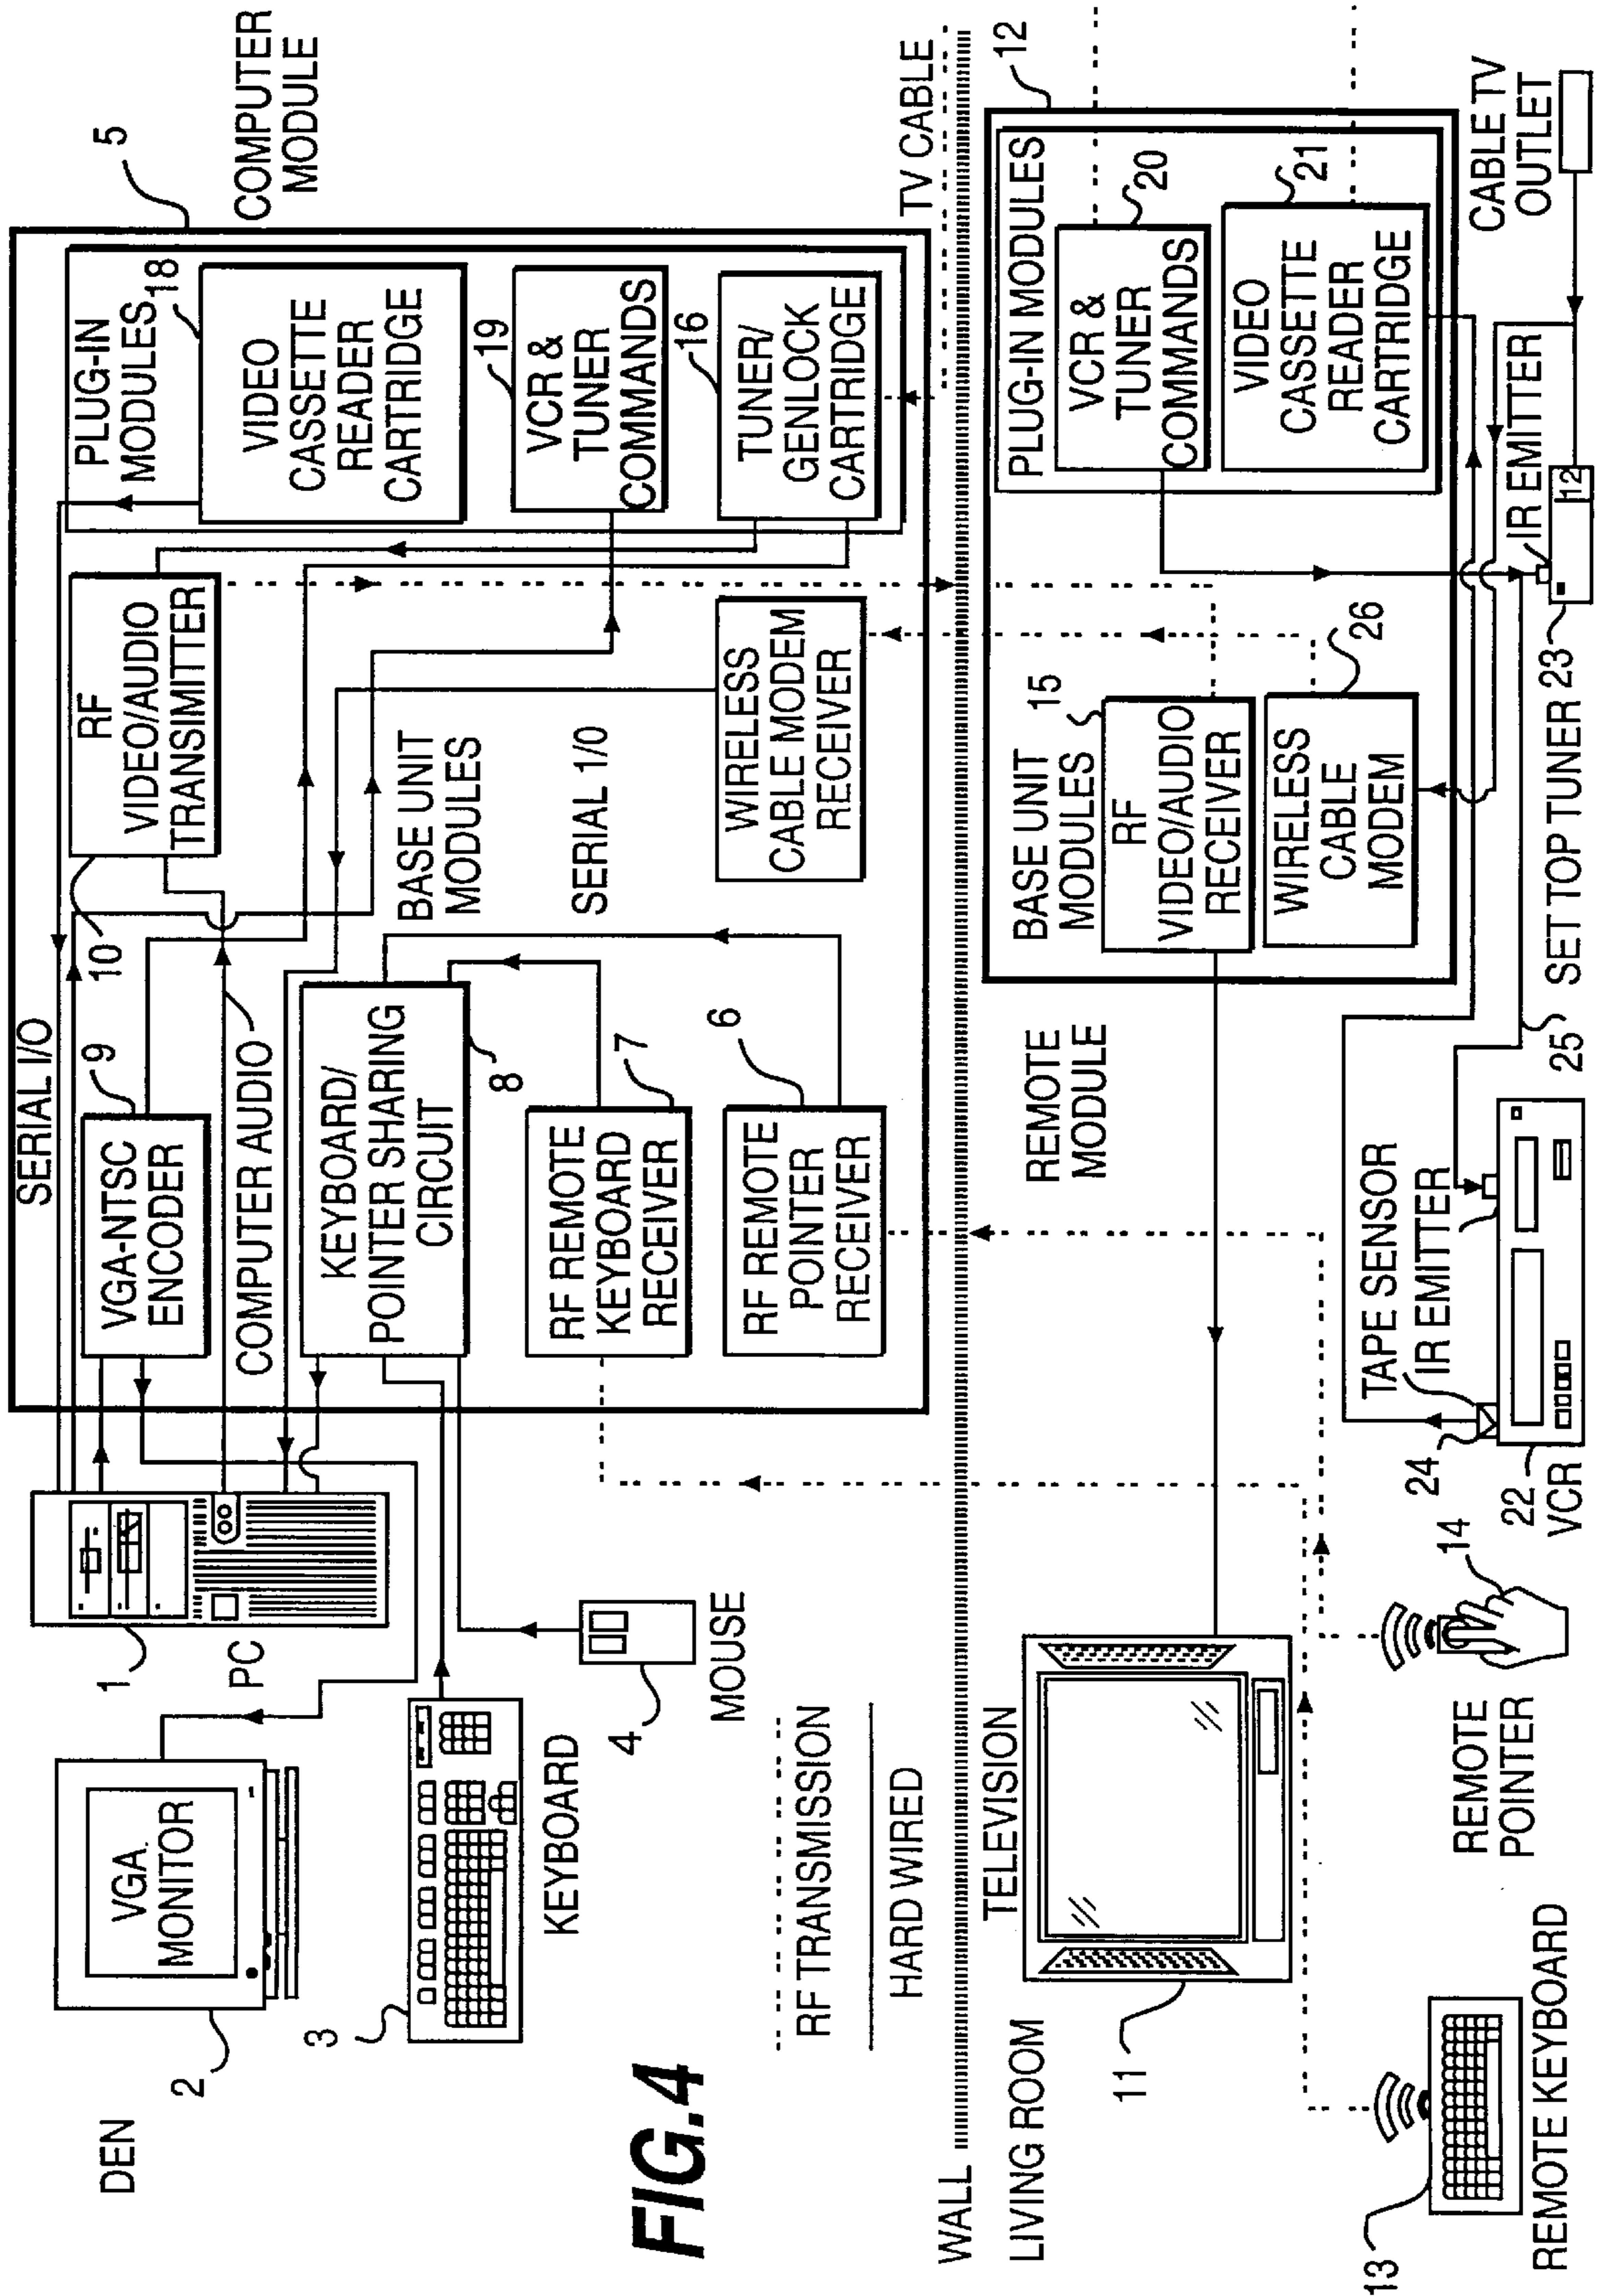 DEN
2
VGA
MONITOR
1
PC
3
KEYBOARD
4
MOUSE
SERIAL I/O
9
VGA-NTSC
ENCODER
COMPUTER AUDIO
10
RF
VIDEO/AUDIO
TRANSIMITTER
KEYBOARD/
POINTER SHARING
CIRCUIT
8
RF REMOTE
KEYBOARD
RECEIVER
7
RF REMOTE
POINTER
RECEIVER
6
BASE UNIT
MODULES
SERIAL 1/0
WIRELESS
CABLE MODEM
RECEIVER
PLUG-IN
MODULES
18
VIDEO
CASSETTE
READER
CARTRIDGE
19
VCR &
TUNER
COMMANDS
16
TUNER/
GENLOCK
CARTRIDGE
5
COMPUTER
MODULE
FIG.4
RF TRANSMISSION
HARD WIRED
WALL
TV CABLE
LIVING ROOM
TELEVISION
11
REMOTE
MODULE
BASE UNIT
MODULES
15
RF
VIDEO/AUDIO
RECEIVER
WIRELESS
CABLE
MODEM
26
PLUG-IN MODULES
12
VCR &
TUNER
COMMANDS
20
VIDEO
CASSETTE
READER
CARTRIDGE
21
13
REMOTE KEYBOARD
REMOTE
POINTER
14
TAPE SENSOR
IR EMITTER
24
22
VCR
25
SET TOP TUNER
23
IR EMITTER
12
CABLE TV
OUTLET